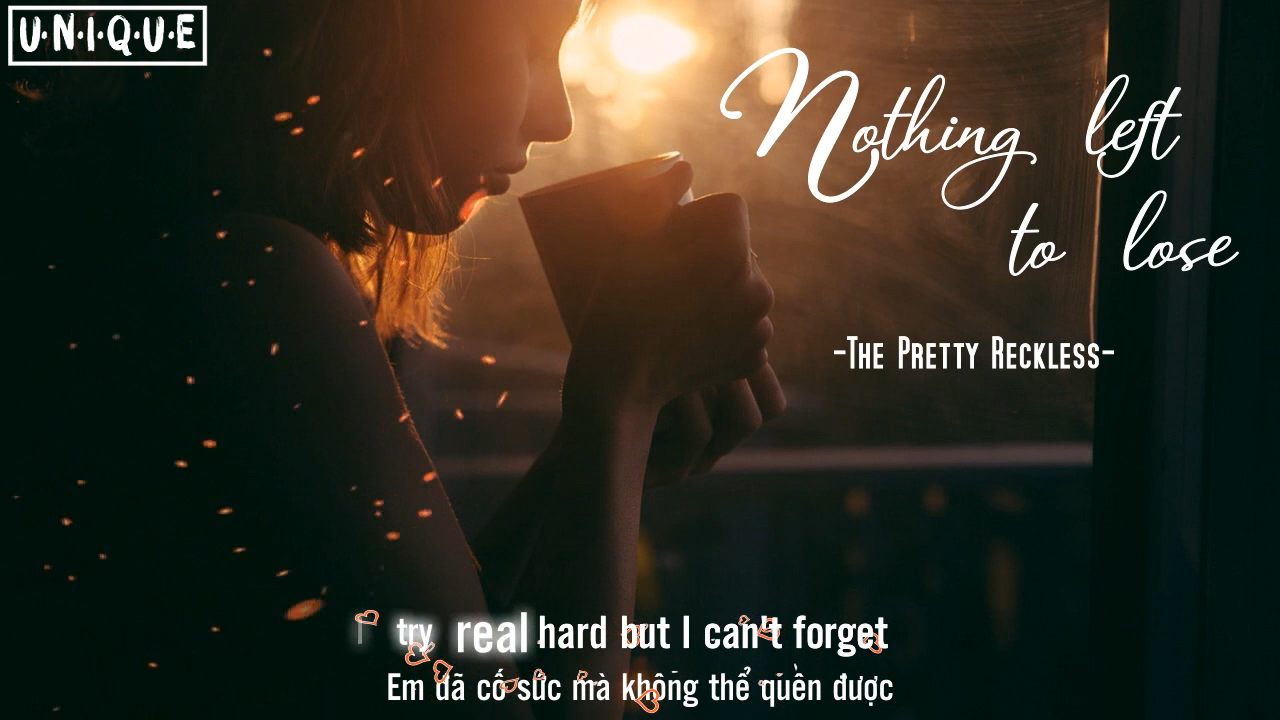 U·N·I·Q·U·E
Nothing left
to lose
-The Pretty Reckless-
I try real hard but I can't forget
Em đã cố sức mà không thể quên được